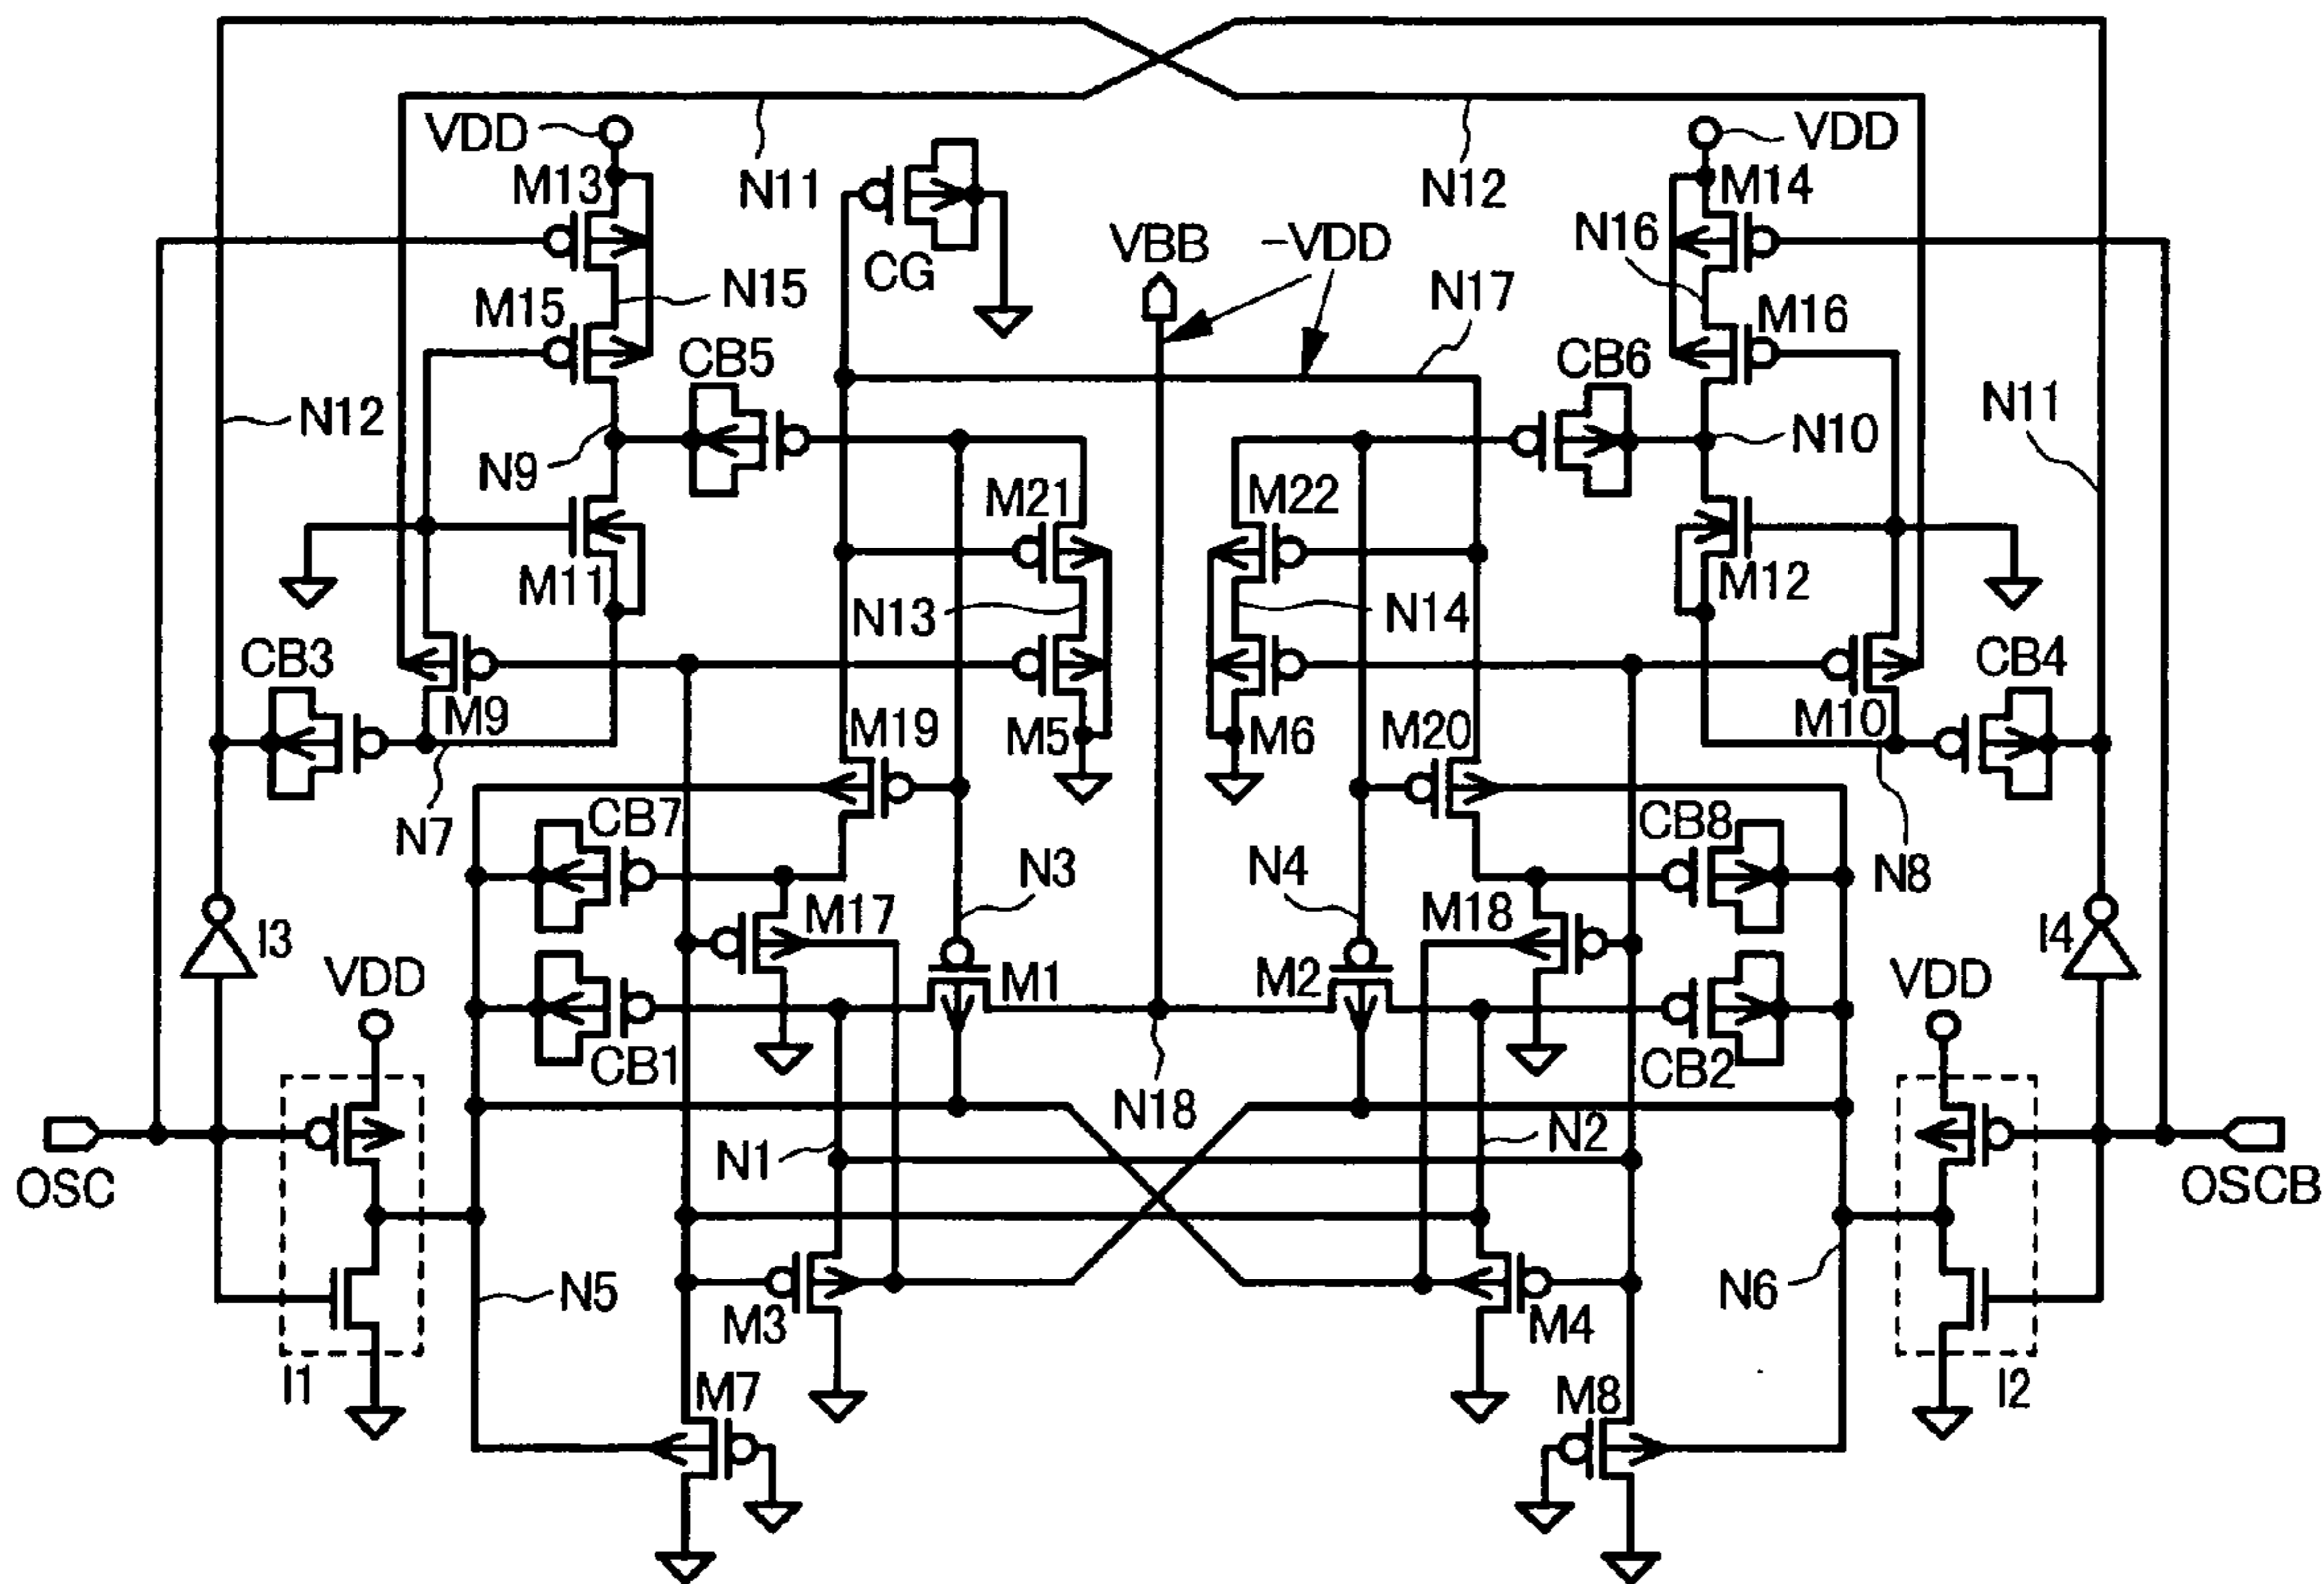 VDD
VDD
M13
N11
N12
M14
VBB
-VDD
N16
CG
N15
N17
M15
M16
CB5
CB6
N12
N11
N9
N10
M21
M22
M11
M12
N13
N14
CB3
CB4
M9
M19
M5
M6
M20
M10
N7
CB7
CB8
N3
N4
N8
M17
M18
I3
I4
VDD
M1
M2
VDD
CB1
CB2
N18
N1
N2
OSC
OSCB
N5
N6
M3
M4
I1
M7
M8
I2